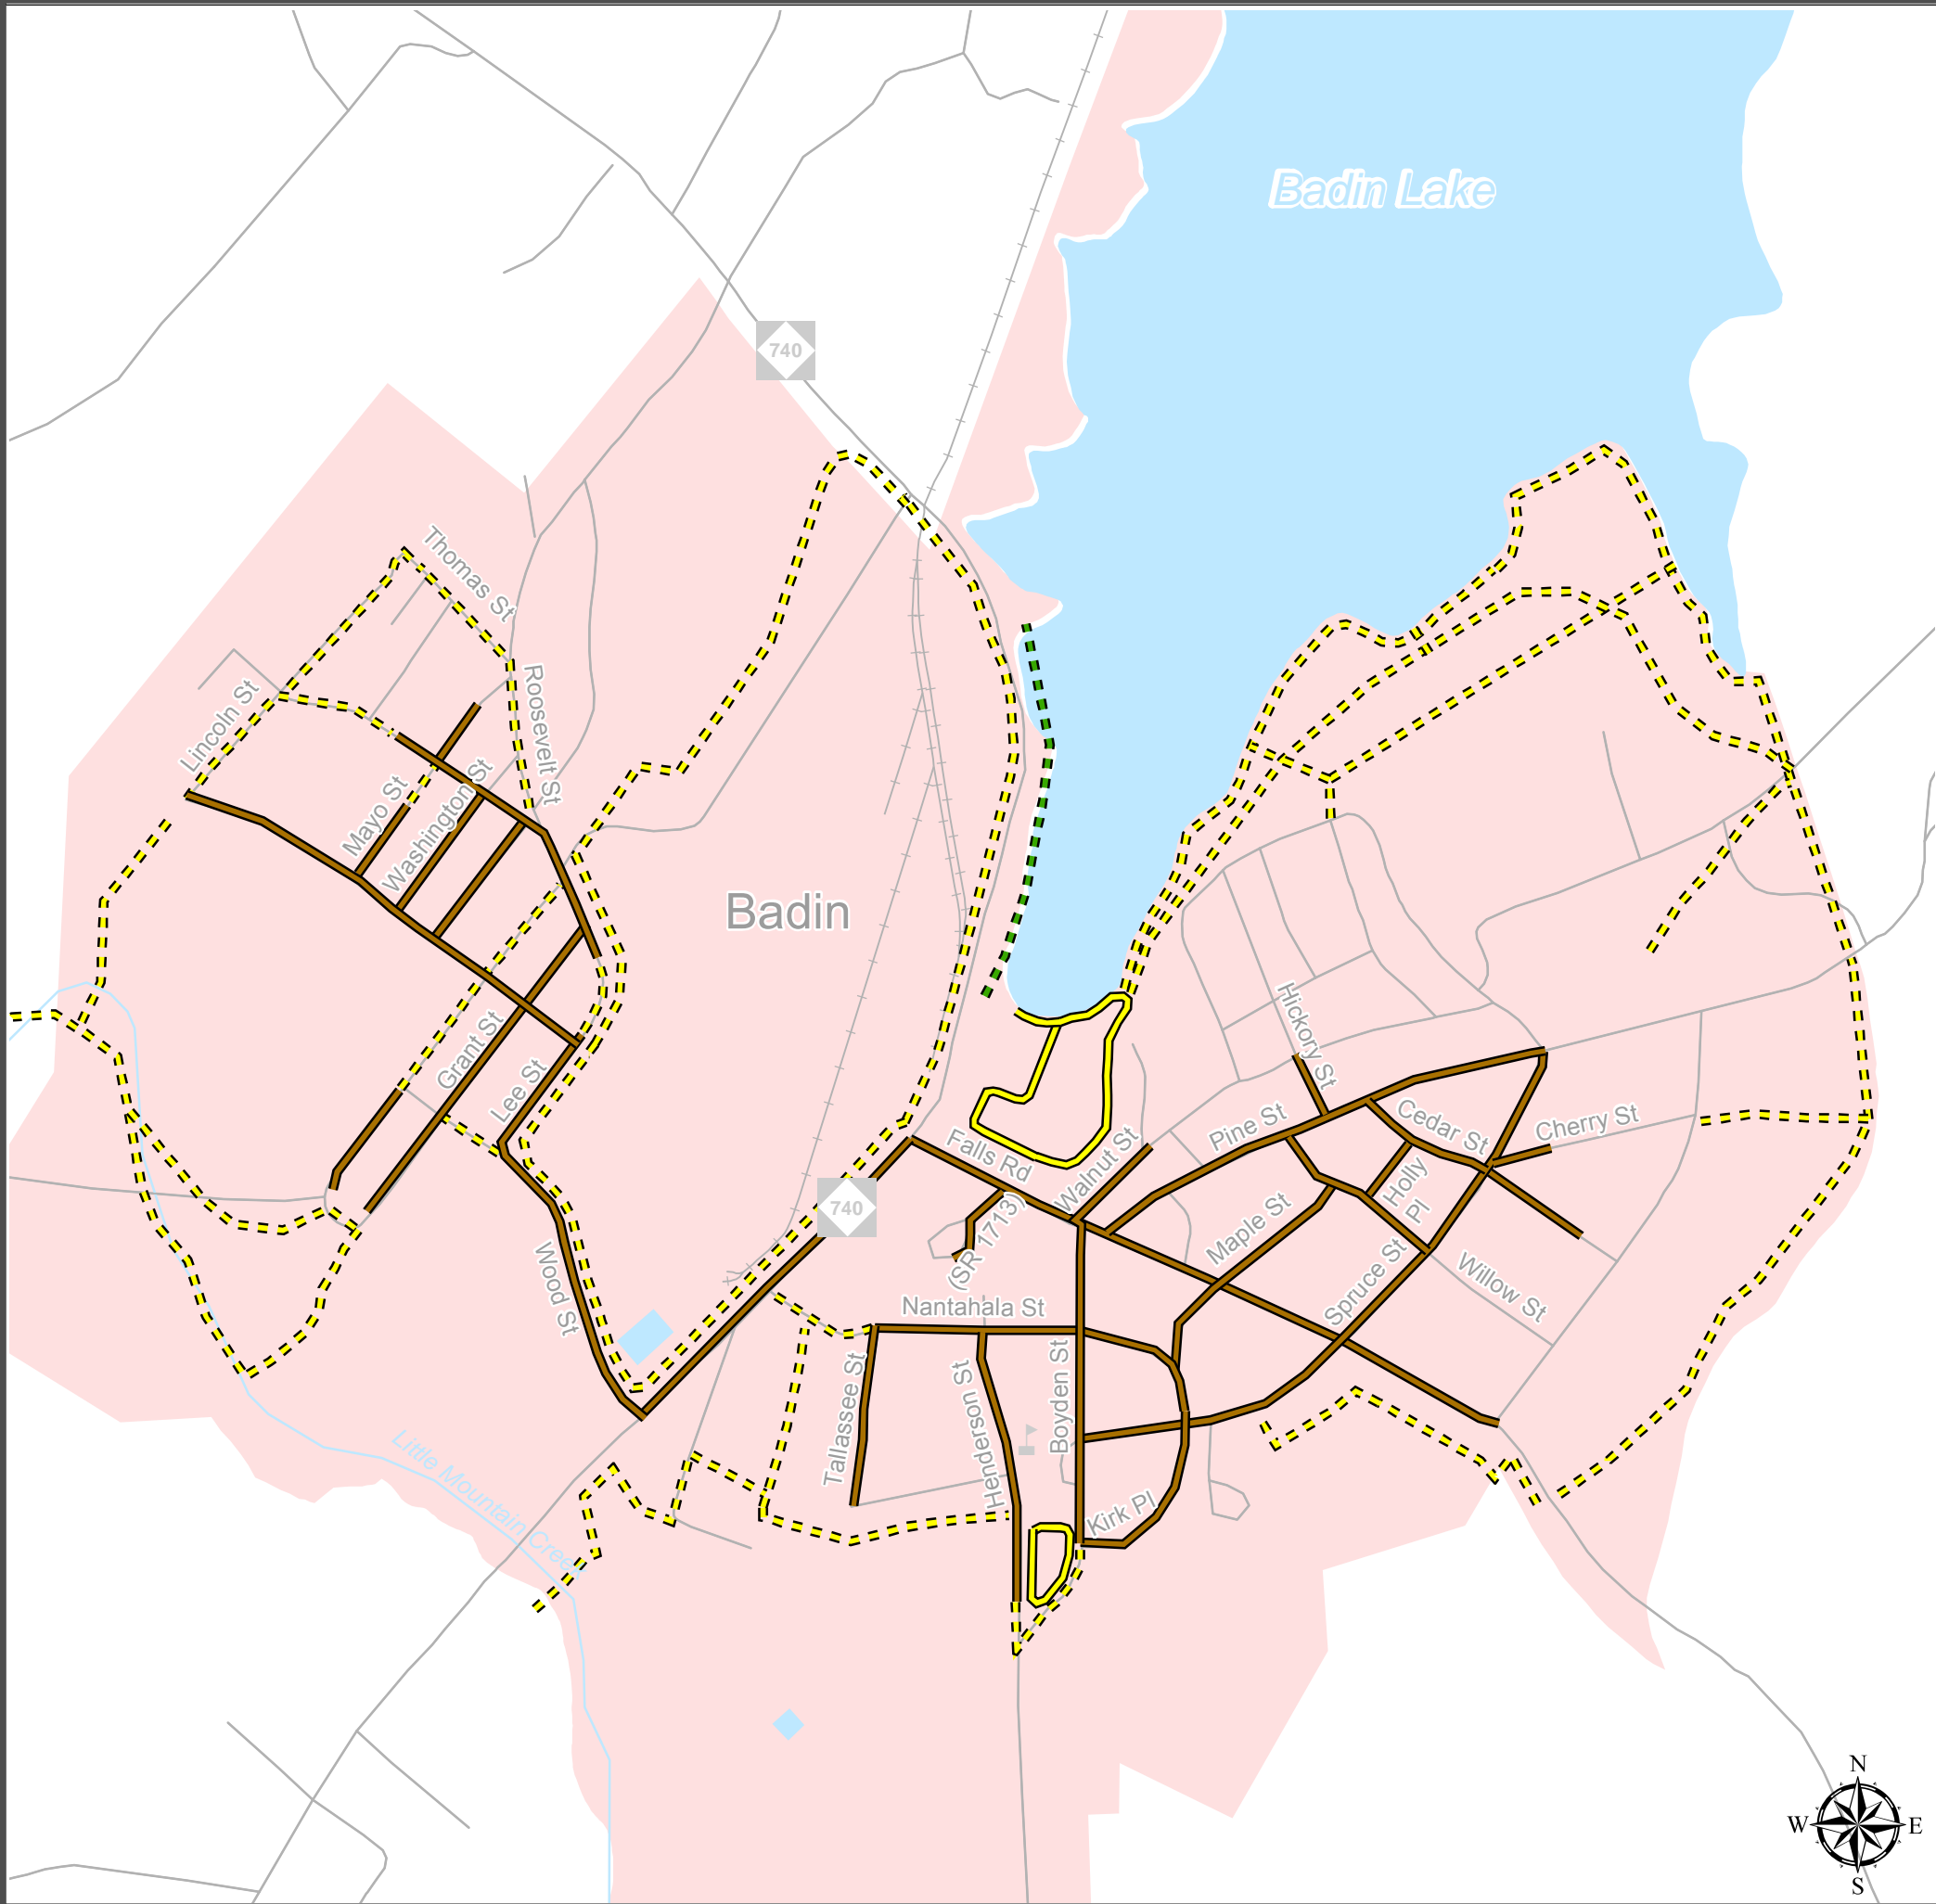 Badin Lake
740
Thomas St
Roosevelt St
Lincoln St
Mayo St
Washington St
Badin
Hickory St
Grant St
Lee St
Cedar St
Cherry St
Pine St
Falls Rd
Walnut St
Holly
Pl
740
(SR 1713)
Maple St
Wood St
Spruce St
Willow St
Nantahala St
Tallassee St
Henderson St
Boyden St
Little Mountain Creek
Kirk Pl
N
W
E
S